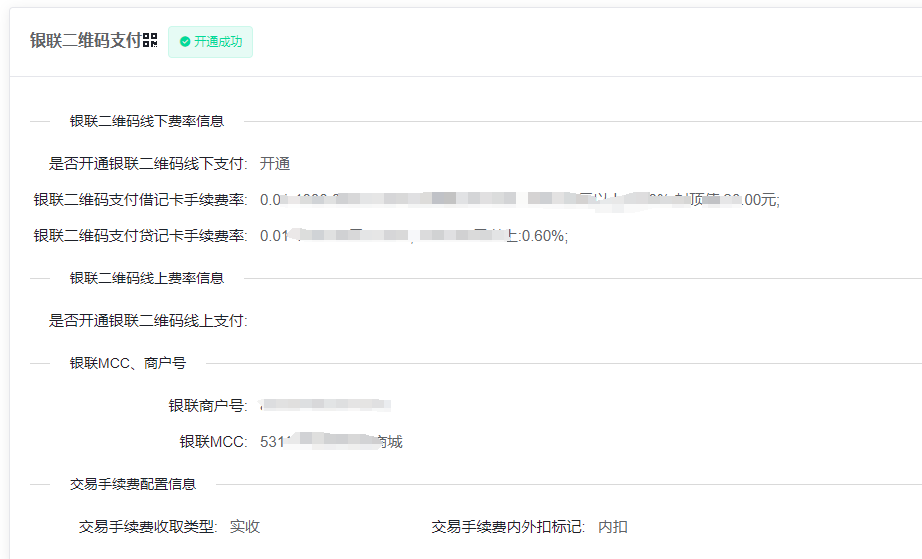 银联二维码支付 开通成功
银联二维码线下费率信息
是否开通银联二维码线下支付: 开通
银联二维码支付借记卡手续费率: 0.01 .00元;
银联二维码支付贷记卡手续费率: 0.01 上:0.60%;
银联二维码线上费率信息
是否开通银联二维码线上支付:
银联MCC、商户号
银联商户号:
银联MCC: 531 商城
交易手续费配置信息
交易手续费收取类型: 实收 交易手续费内外扣标记: 内扣